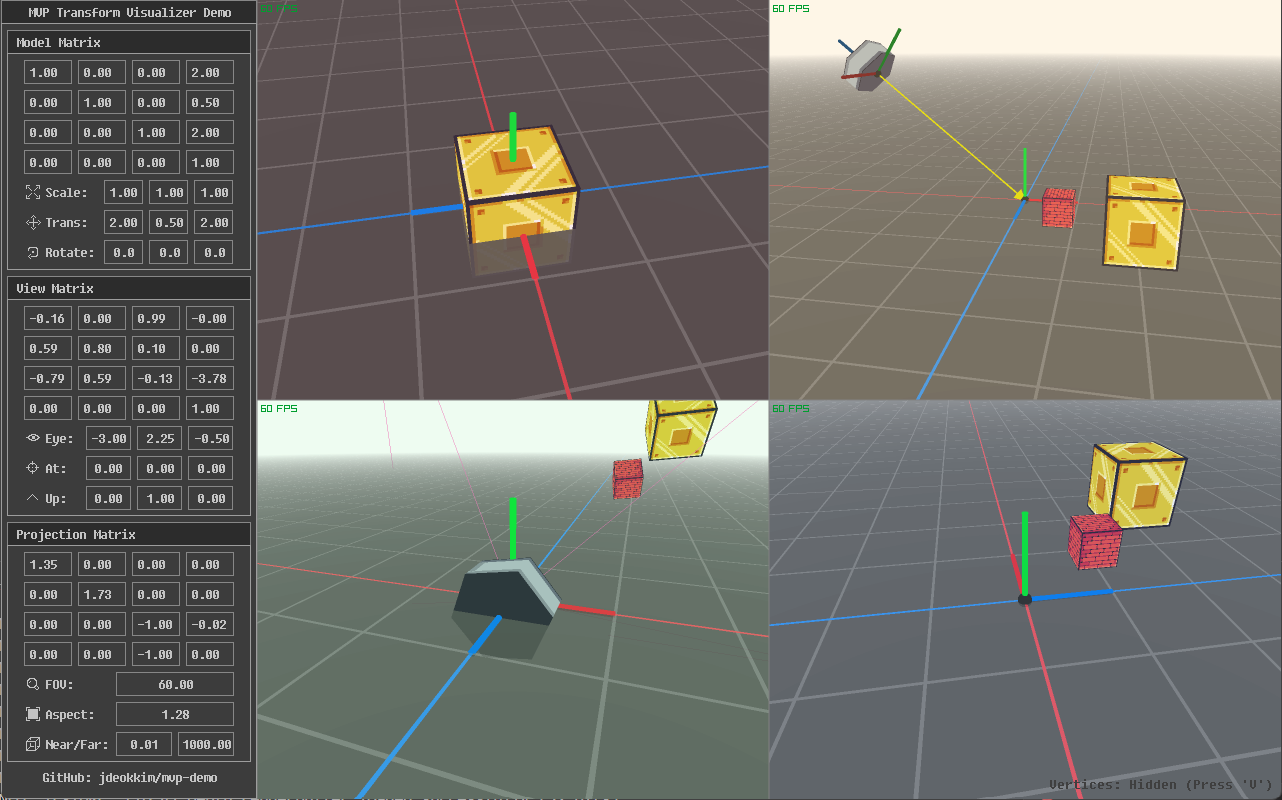 MVP Transform Visualizer Demo
Model Matrix
1.00 0.00 0.00 2.00
0.00 1.00 0.00 0.50
0.00 0.00 1.00 2.00
0.00 0.00 0.00 1.00
Scale: 1.00 1.00 1.00
Trans: 2.00 0.50 2.00
Rotate: 0.0 0.0 0.0
View Matrix
-0.16 0.00 0.99 -0.00
0.59 0.80 0.10 0.00
-0.79 0.59 -0.13 -3.78
0.00 0.00 0.00 1.00
Eye: -3.00 2.25 -0.50
At: 0.00 0.00 0.00
Up: 0.00 1.00 0.00
Projection Matrix
1.35 0.00 0.00 0.00
0.00 1.73 0.00 0.00
0.00 0.00 -1.00 -0.02
0.00 0.00 -1.00 0.00
FOV: 60.00
Aspect: 1.28
Near/Far: 0.01 1000.00
GitHub: jdeokkim/mvp-demo
60 FPS
60 FPS
60 FPS
60 FPS
Vertices: Hidden (Press 'V')